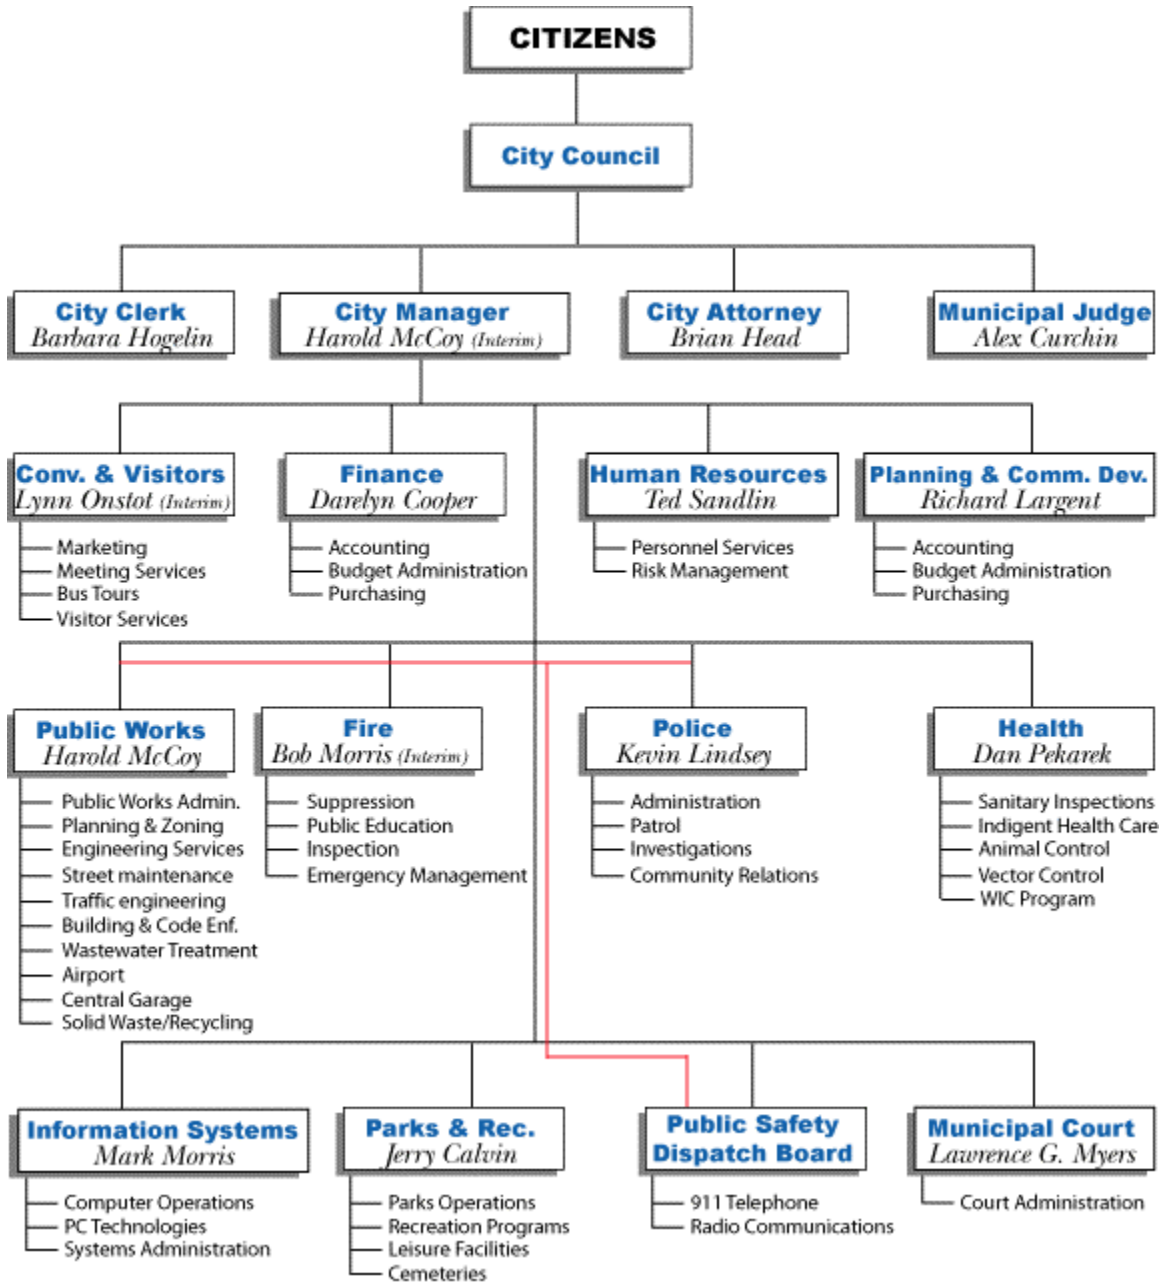 CITIZENS
City Council
City Clerk
Barbara Hogelin
City Manager
Harold McCoy (Interim)
City Attorney
Brian Head
Municipal Judge
Alex Curchin
Conv. & Visitors
Lynn Onstot (Interim)
Marketing
Meeting Services
Bus Tours
Visitor Services
Finance
Darelyn Cooper
Accounting
Budget Administration
Purchasing
Human Resources
Ted Sandlin
Personnel Services
Risk Management
Planning & Comm. Dev.
Richard Largent
Accounting
Budget Administration
Purchasing
Public Works
Harold McCoy
Public Works Admin.
Planning & Zoning
Engineering Services
Street maintenance
Traffic engineering
Building & Code Enf.
Wastewater Treatment
Airport
Central Garage
Solid Waste/Recycling
Fire
Bob Morris (Interim)
Suppression
Public Education
Inspection
Emergency Management
Police
Kevin Lindsey
Administration
Patrol
Investigations
Community Relations
Health
Dan Pekarek
Sanitary Inspections
Indigent Health Care
Animal Control
Vector Control
WIC Program
Information Systems
Mark Morris
Computer Operations
PC Technologies
Systems Administration
Parks & Rec.
Jerry Calvin
Parks Operations
Recreation Programs
Leisure Facilities
Cemeteries
Public Safety
Dispatch Board
911 Telephone
Radio Communications
Municipal Court
Lawrence G. Myers
Court Administration